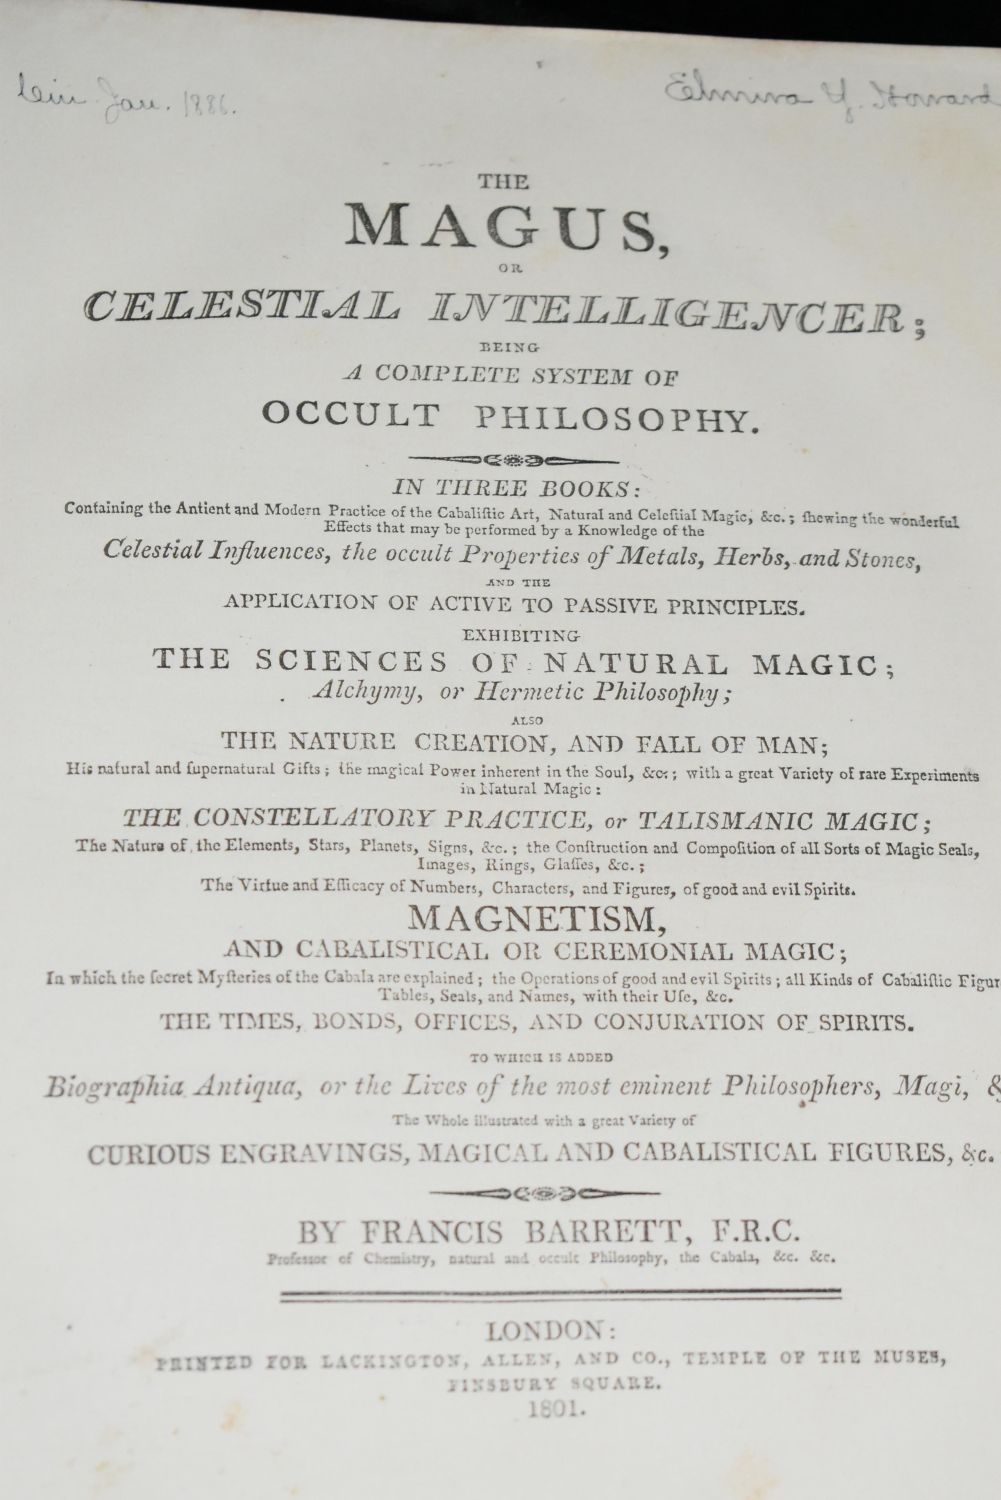 Cin Jan. 1886.
Elmina Y. Howard
THE
MAGUS,
OR
CELESTIAL INTELLIGENCER;
BEING
A COMPLETE SYSTEM OF
OCCULT PHILOSOPHY.
IN THREE BOOKS:
Containing the Antient and Modern Practice of the Cabaliſtic Art, Natural and Celeſtial Magic, &c.; ſhewing the wonderful
Effects that may be performed by a Knowledge of the
Celestial Influences, the occult Properties of Metals, Herbs, and Stones,
AND THE
APPLICATION OF ACTIVE TO PASSIVE PRINCIPLES.
EXHIBITING
THE SCIENCES OF NATURAL MAGIC;
Alchymy, or Hermetic Philosophy;
ALSO
THE NATURE CREATION, AND FALL OF MAN;
His natural and ſupernatural Gifts; the magical Power inherent in the Soul, &c.; with a great Variety of rare Experiments
in Natural Magic:
THE CONSTELLATORY PRACTICE, or TALISMANIC MAGIC;
The Nature of the Elements, Stars, Planets, Signs, &c.; the Conſtruction and Compoſition of all Sorts of Magic Seals,
Images, Rings, Glaſſes, &c.;
The Virtue and Efficacy of Numbers, Characters, and Figures, of good and evil Spirits.
MAGNETISM,
AND CABALISTICAL OR CEREMONIAL MAGIC;
In which the ſecret Myſteries of the Cabala are explained; the Operations of good and evil Spirits; all Kinds of Cabaliſtic Figur
Tables, Seals, and Names, with their Uſe, &c.
THE TIMES, BONDS, OFFICES, AND CONJURATION OF SPIRITS.
TO WHICH IS ADDED
Biographia Antiqua, or the Lives of the most eminent Philosophers, Magi, &
The Whole illustrated with a great Variety of
CURIOUS ENGRAVINGS, MAGICAL AND CABALISTICAL FIGURES, &c.
BY FRANCIS BARRETT, F.R.C.
Professor of Chemistry, natural and occult Philosophy, the Cabala, &c. &c.
LONDON:
PRINTED FOR LACKINGTON, ALLEN, AND CO., TEMPLE OF THE MUSES,
FINSBURY SQUARE.
1801.